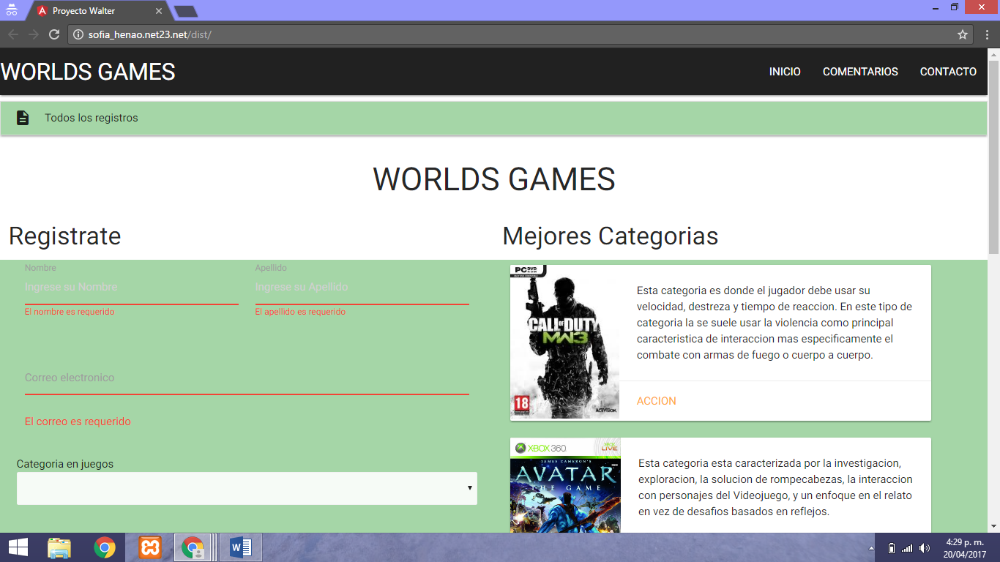 Proyecto Walter
sofia_henao.net23.net/dist/
WORLDS GAMES
INICIO
COMENTARIOS
CONTACTO
Todos los registros
WORLDS GAMES
Registrate
Nombre
Apellido
Ingrese su Nombre
Ingrese su Apellido
El nombre es requerido
El apellido es requerido
Correo electronico
El correo es requerido
Categoria en juegos
Mejores Categorias
PC DVD ROM
CALL OF DUTY
MW3
18
ACTIVISION
Esta categoria es donde el jugador debe usar su
velocidad, destreza y tiempo de reaccion. En este tipo de
categoria la se suele usar la violencia como principal
caracteristica de interaccion mas especificamente el
combate con armas de fuego o cuerpo a cuerpo.
ACCION
XBOX 360
XBOX
LIVE
JAMES CAMERON'S
AVATAR
THE GAME
Esta categoria esta caracterizada por la investigacion,
exploracion, la solucion de rompecabezas, la interaccion
con personajes del Videojuego, y un enfoque en el relato
en vez de desafios basados en reflejos.
4:29 p. m.
20/04/2017